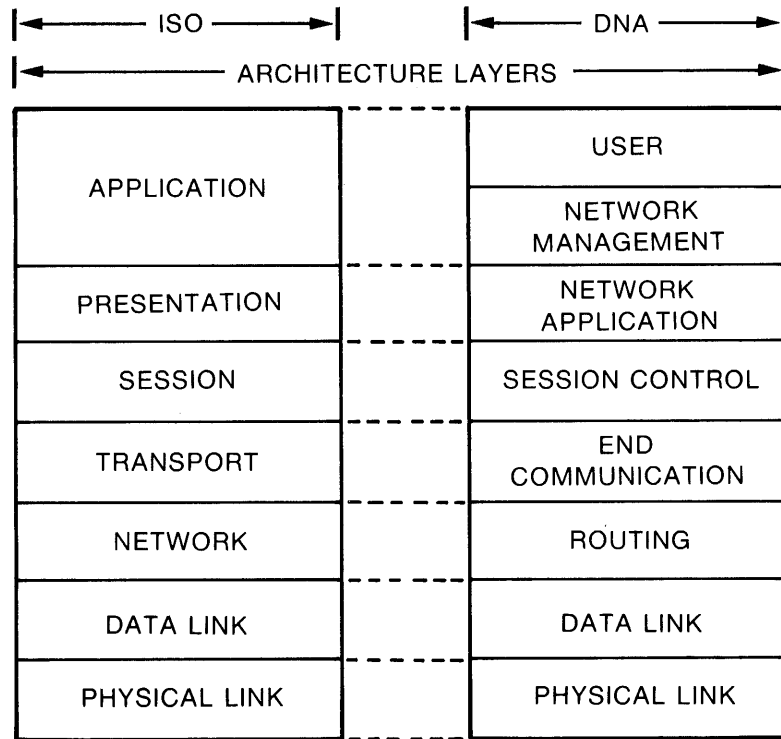 ISO
DNA
ARCHITECTURE LAYERS
APPLICATION
USER
NETWORK
MANAGEMENT
PRESENTATION
NETWORK
APPLICATION
SESSION
SESSION CONTROL
TRANSPORT
END
COMMUNICATION
NETWORK
ROUTING
DATA LINK
DATA LINK
PHYSICAL LINK
PHYSICAL LINK